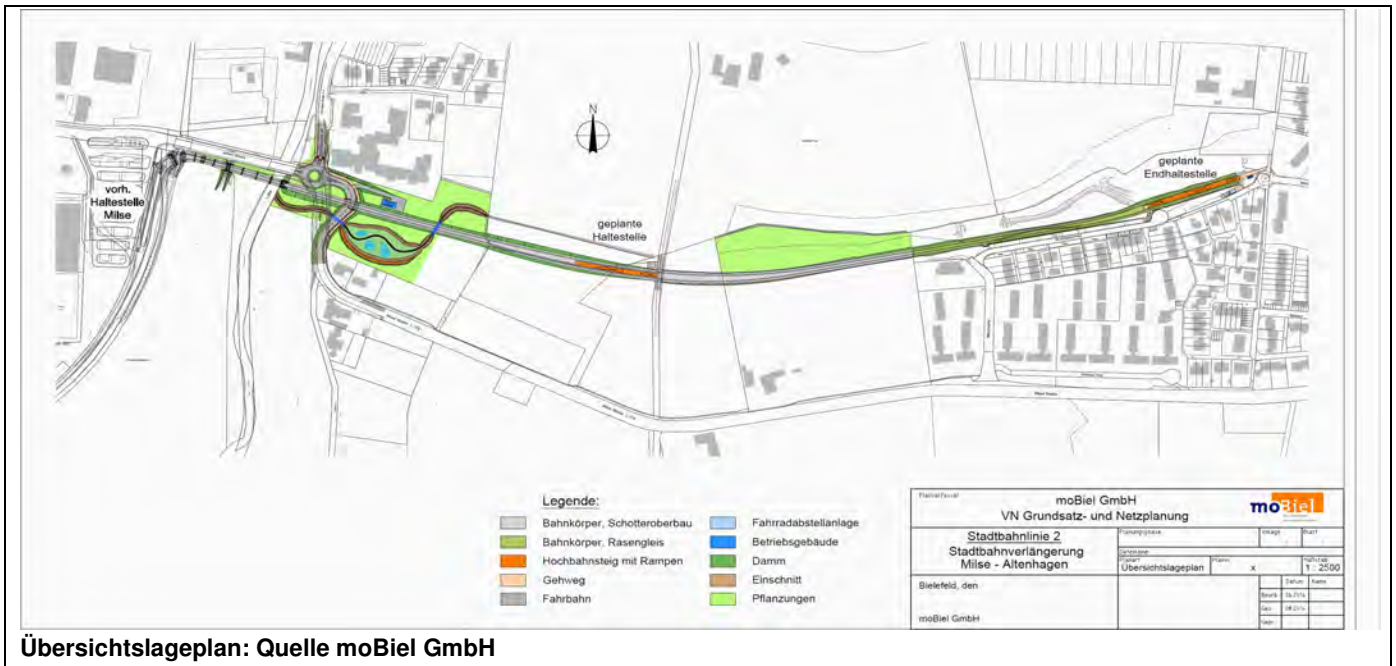 N
vorh.
Haltestelle
Milse
geplante
Haltestelle
geplante
Endhaltestelle
Legende:
Bahnkörper, Schotteroberbau
Bahnkörper, Rasengleis
Hochbahnsteig mit Rampen
Gehweg
Fahrbahn
Fahrradabstellanlage
Betriebsgebäude
Damm
Einschnitt
Pflanzungen
moBiel GmbH
VN Grundsatz- und Netzplanung
moBiel
Stadtbahnlinie 2
Stadtbahnverlängerung
Milse - Altenhagen
Übersichtslageplan
x
1 : 2500
Bielefeld, den
moBiel GmbH
Datum
Name
Übersichtslageplan: Quelle moBiel GmbH